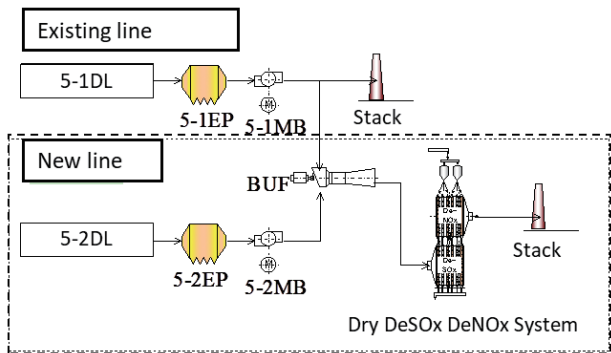 Existing line
5-1DL
5-1EP
5-1MB
M
Stack
New line
BUF
5-2DL
5-2EP
5-2MB
M
De-
NOx
De-
SOx
Stack
Dry DeSOx DeNOx System